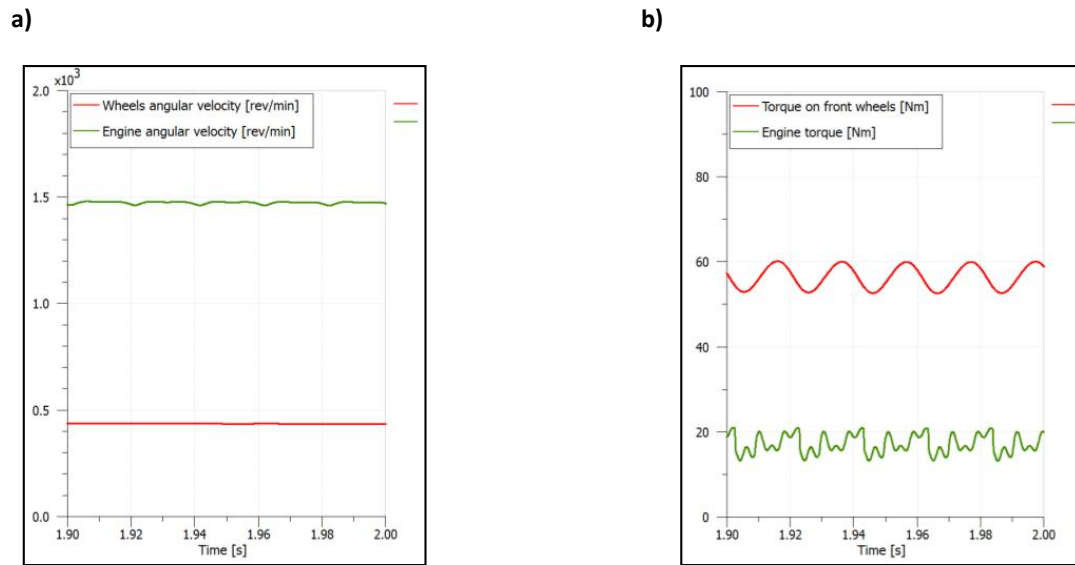 a)
b)
x10³
2.0
Wheels angular velocity [rev/min]
Engine angular velocity [rev/min]
1.5
1.0
0.5
0.0
1.90 1.92 1.94 1.96 1.98 2.00
Time [s]
100
Torque on front wheels [Nm]
Engine torque [Nm]
80
60
40
20
0
1.90 1.92 1.94 1.96 1.98 2.00
Time [s]